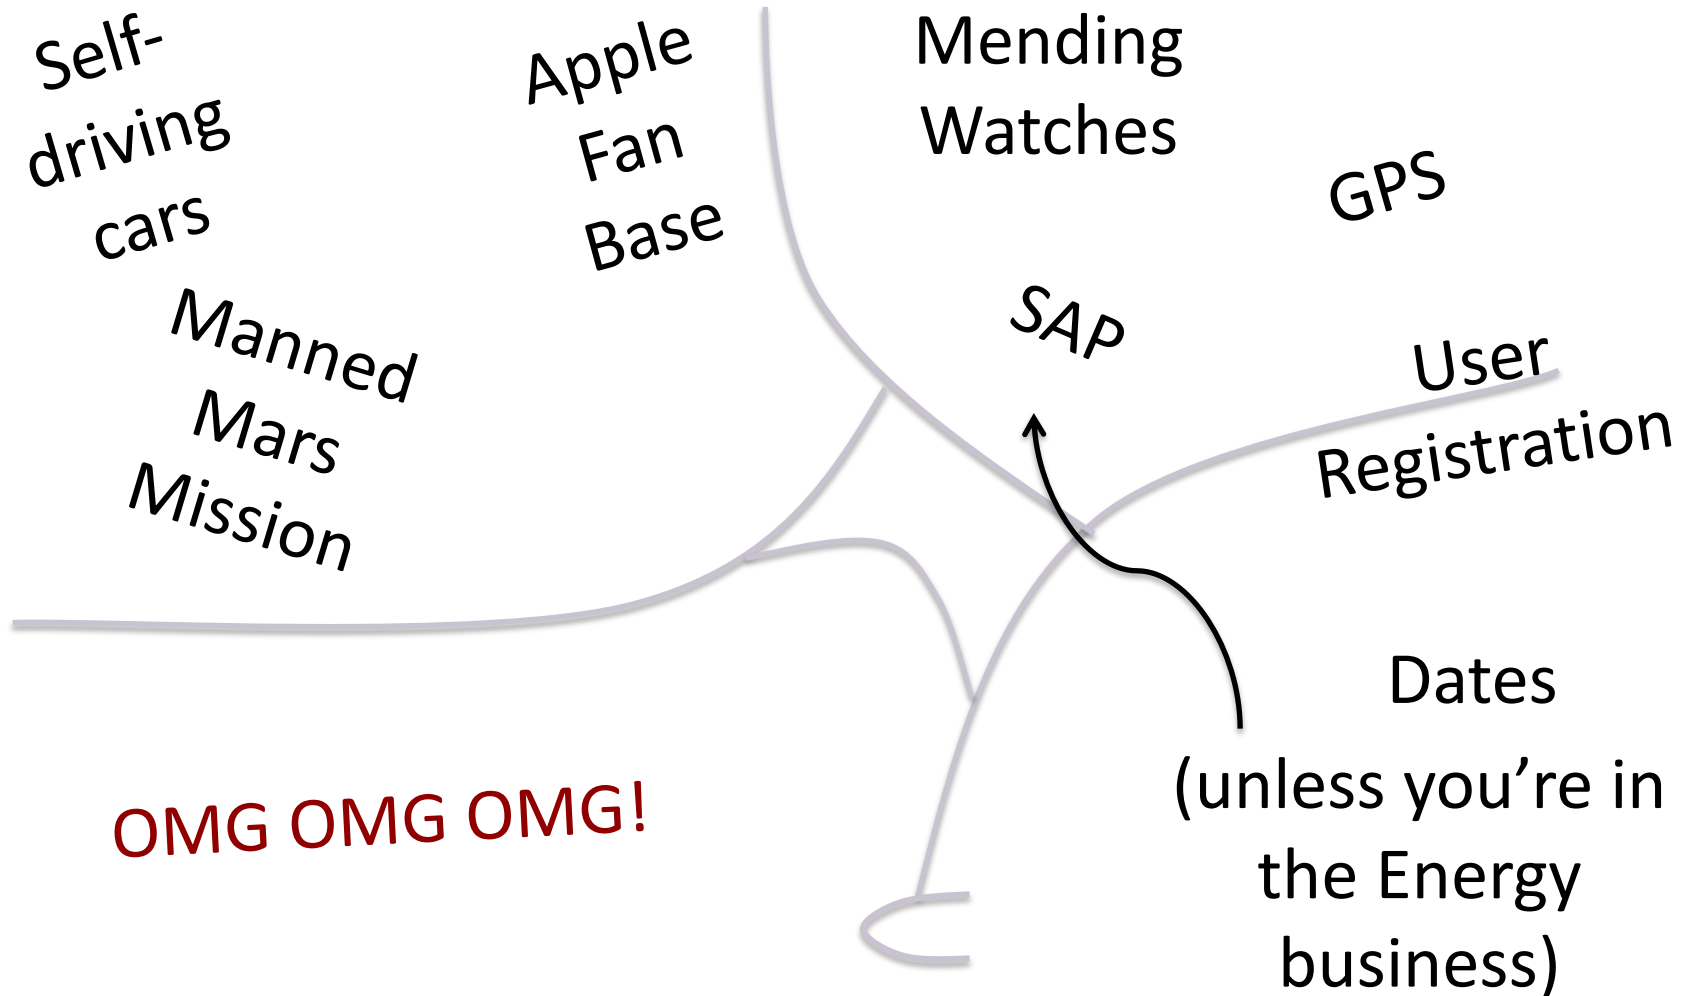 Self-
driving
cars
Apple
Fan
Base
Manned
Mars
Mission
Mending
Watches
GPS
SAP
User
Registration
OMG OMG OMG!
Dates
(unless you’re in
the Energy
business)